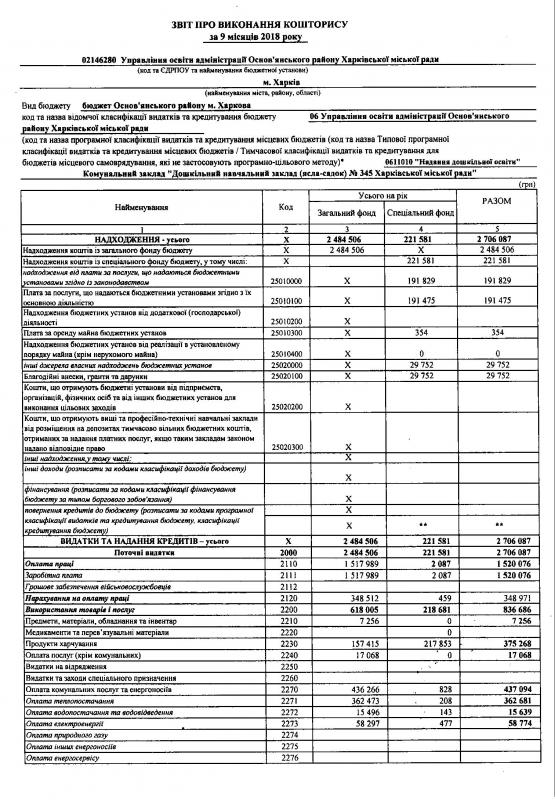 ЗВІТ ПРО ВИКОНАННЯ КОШТОРИСУ
за 9 місяців 2018 року
02146280 Управління освіти адміністрації Основ'янського району Харківської міської ради
(код та ЄДРПОУ та найменування бюджетної установи)
м. Харків
(найменування міста, району, області)
Вид бюджету бюджет Основ'янського району м. Харкова
код та назва відомчої класифікації видатків та кредитування бюджету 06 Управління освіти адміністрації Основ'янського
району Харківської міської ради
(код та назва програмної класифікації видатків та кредитування місцевих бюджетів (код та назва Типової програмної
класифікації видатків та кредитування місцевих бюджетів / Тимчасової класифікації видатків та кредитування для
бюджетів місцевого самоврядування, які не застосовують програмно-цільового методу)* 0611010 "Надання дошкільної освіти"
Комунальний заклад "Дошкільний навчальний заклад (ясла-садок) № 345 Харківської міської ради"
(грн)
Найменування Код Усього на рік РАЗОМ
Загальний фонд Спеціальний фонд
1 2 3 4 5
НАДХОДЖЕННЯ - усього X 2 484 506 221 581 2 706 087
Надходження коштів із загального фонду бюджету X 2 484 506 X 2 484 506
Надходження коштів із спеціального фонду бюджету, у тому числі: X 221 581 221 581
надходження від плати за послуги, що надаються бюджетними
установами згідно із законодавством 25010000 X 191 829 191 829
Плата за послуги, що надаються бюджетними установами згідно з їх
основною діяльністю 25010100 X 191 475 191 475
Надходження бюджетних установ від додаткової (господарської)
діяльності 25010200 X
Плата за оренду майна бюджетних установ 25010300 X 354 354
Надходження бюджетних установ від реалізації в установленому
порядку майна (крім нерухомого майна) 25010400 X 0 0
інші джерела власних надходжень бюджетних установ 25020000 X 29 752 29 752
Благодійні внески, гранти та дарунки 25020100 X 29 752 29 752
Кошти, що отримують бюджетні установи від підприємств,
організацій, фізичних осіб та від інших бюджетних установ для
виконання цільових заходів 25020200 X
Кошти, що отримують вищі та професійно-технічні навчальні заклади
від розміщення на депозитах тимчасово вільних бюджетних коштів,
отриманих за надання платних послуг, якщо таким закладам законом
надано відповідне право 25020300 X
інші надходження,у тому числі: X
інші доходи (розписати за кодами класифікації доходів бюджету)
X
фінансування (розписати за кодами класифікації фінансування
бюджету за типом боргового зобов'язання) X
повернення кредитів до бюджету (розписати за кодами програмної X
класифікації видатків та кредитування бюджету, класифікації
кредитування бюджету) X ** **
ВИДАТКИ ТА НАДАННЯ КРЕДИТІВ – усього X 2 484 506 221 581 2 706 087
Поточні видатки 2000 2 484 506 221 581 2 706 087
Оплата праці 2110 1 517 989 2 087 1 520 076
Заробітна плата 2111 1 517 989 2 087 1 520 076
Грошове забезпечення військовослужбовців 2112
Нарахування на оплату праці 2120 348 512 459 348 971
Використання товарів і послуг 2200 618 005 218 681 836 686
Предмети, матеріали, обладнання та інвентар 2210 7 256 0 7 256
Медикаменти та перев'язувальні матеріали 2220 0
Продукти харчування 2230 157 415 217 853 375 268
Оплата послуг (крім комунальних) 2240 17 068 0 17 068
Видатки на відрядження 2250
Видатки та заходи спеціального призначення 2260
Оплата комунальних послуг та енергоносіїв 2270 436 266 828 437 094
Оплата теплопостачання 2271 362 473 208 362 681
Оплата водопостачання та водовідведення 2272 15 496 143 15 639
Оплата електроенергії 2273 58 297 477 58 774
Оплата природного газу 2274
Оплата інших енергоносіїв 2275
Оплата енергосервісу 2276